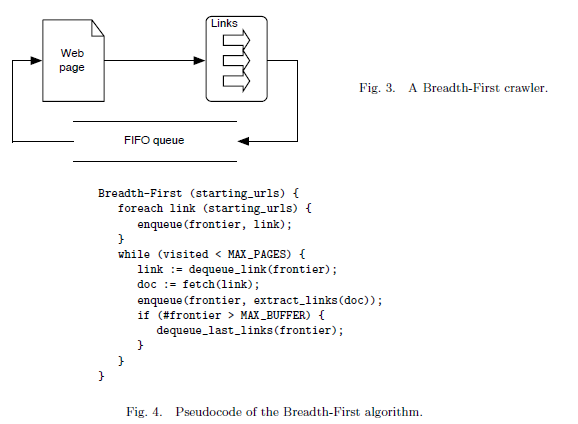 Links
Web
page
Fig. 3. A Breadth-First crawler.
FIFO queue
Breadth-First (starting_urls) {
foreach link (starting_urls) {
enqueue(frontier, link);
}
while (visited < MAX_PAGES) {
link := dequeue_link(frontier);
doc := fetch(link);
enqueue(frontier, extract_links(doc));
if (#frontier > MAX_BUFFER) {
dequeue_last_links(frontier);
}
}
}
Fig. 4. Pseudocode of the Breadth-First algorithm.